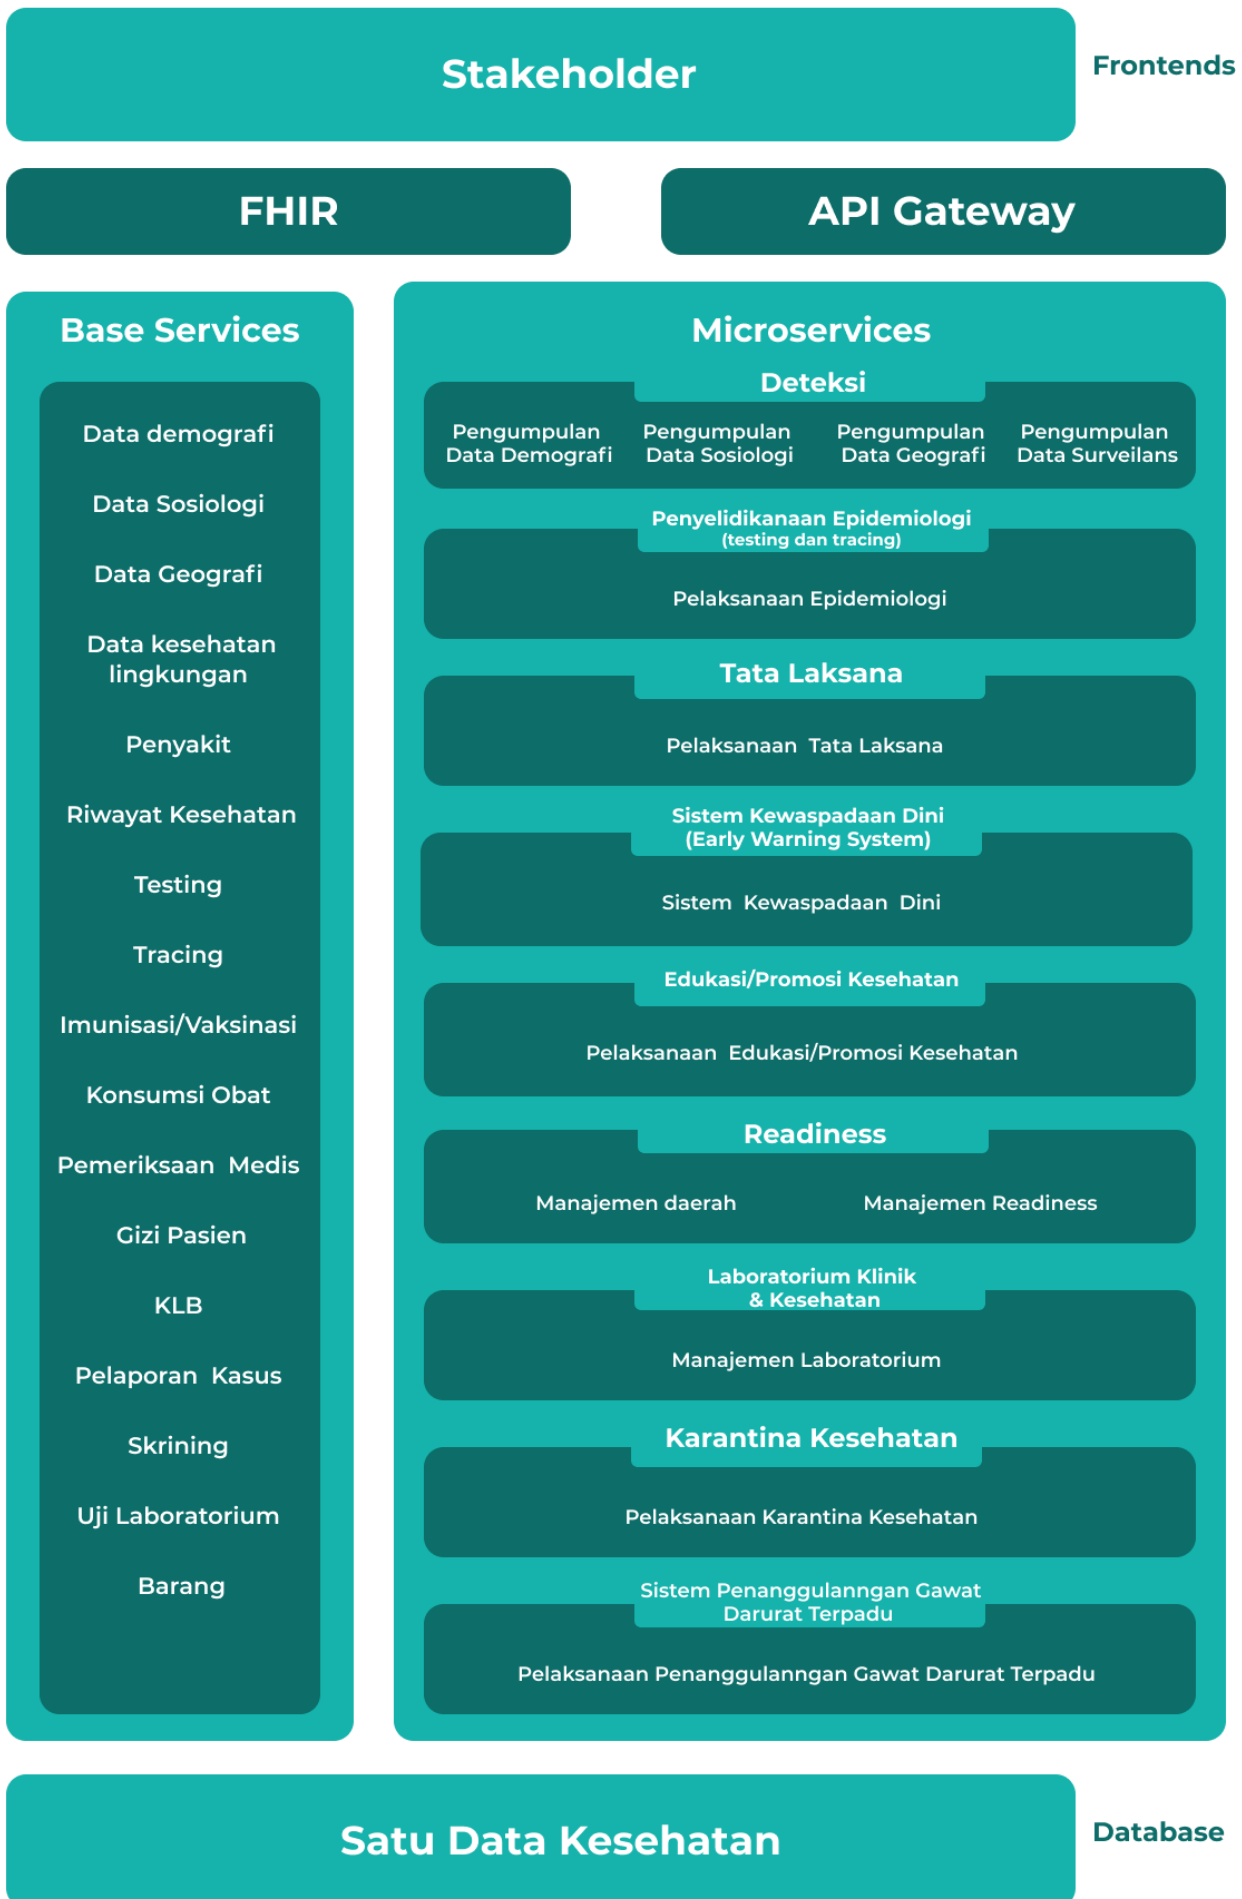 Stakeholder
Frontends
FHIR
API Gateway
Base Services
Data demografi
Data Sosiologi
Data Geografi
Data kesehatan
lingkungan
Penyakit
Riwayat Kesehatan
Testing
Tracing
Imunisasi/Vaksinasi
Konsumsi Obat
Pemeriksaan Medis
Gizi Pasien
KLB
Pelaporan Kasus
Skrining
Uji Laboratorium
Barang
Microservices
Deteksi
Pengumpulan
Data Demografi
Pengumpulan
Data Sosiologi
Pengumpulan
Data Geografi
Pengumpulan
Data Surveilans
Penyelidikanaan Epidemiologi
(testing dan tracing)
Pelaksanaan Epidemiologi
Tata Laksana
Pelaksanaan Tata Laksana
Sistem Kewaspadaan Dini
(Early Warning System)
Sistem Kewaspadaan Dini
Edukasi/Promosi Kesehatan
Pelaksanaan Edukasi/Promosi Kesehatan
Readiness
Manajemen daerah
Manajemen Readiness
Laboratorium Klinik
& Kesehatan
Manajemen Laboratorium
Karantina Kesehatan
Pelaksanaan Karantina Kesehatan
Sistem Penanggulanngan Gawat
Darurat Terpadu
Pelaksanaan Penanggulanngan Gawat Darurat Terpadu
Satu Data Kesehatan
Database